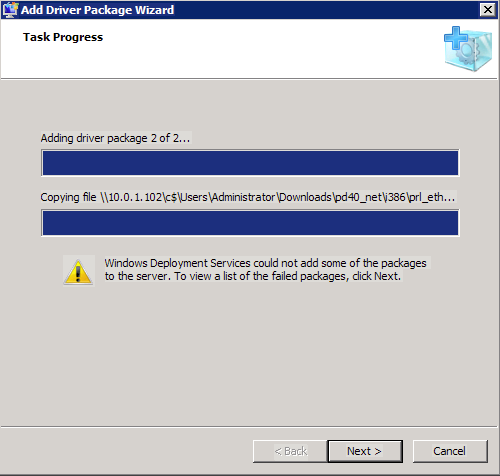 Add Driver Package Wizard
Task Progress
Adding driver package 2 of 2...
Copying file \\10.0.1.102\c$\Users\Administrator\Downloads\pd40_net\i386\prl_eth...
Windows Deployment Services could not add some of the packages
to the server. To view a list of the failed packages, click Next.
< Back
Next >
Cancel